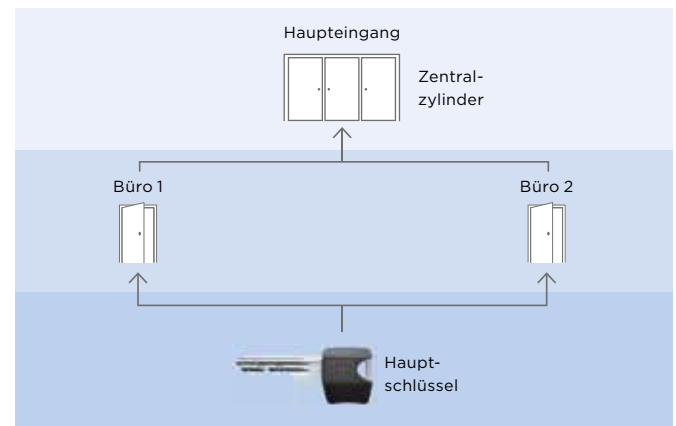 Haupteingang
Zentral-
zylinder
Büro 1
Büro 2
Haupt-
schlüssel